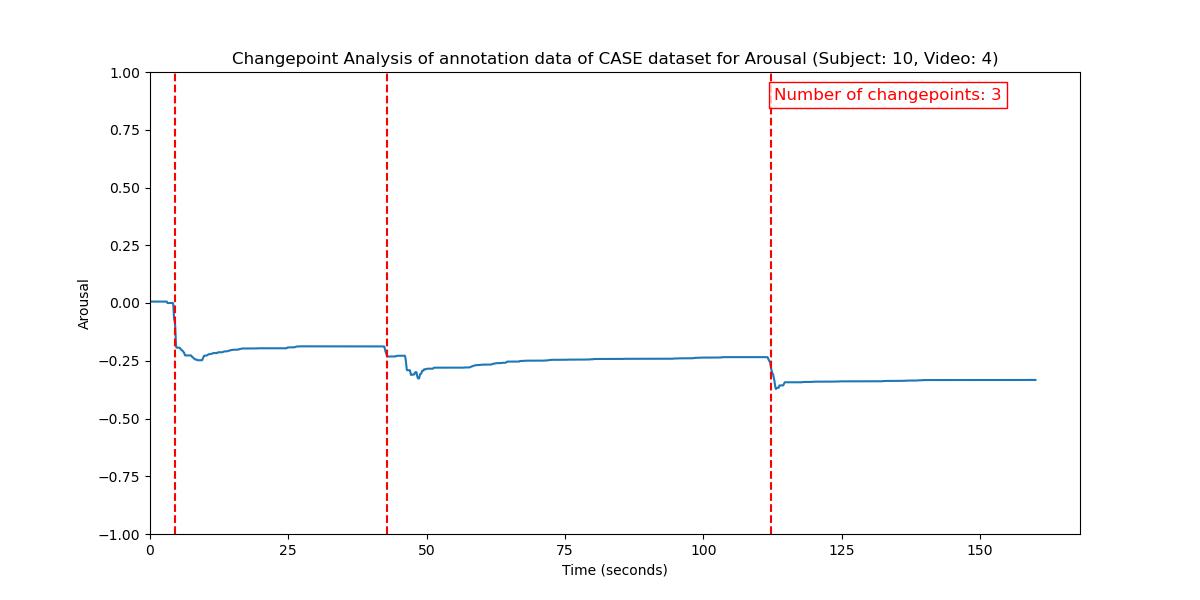 Changepoint Analysis of annotation data of CASE dataset for Arousal (Subject: 10, Video: 4)
Number of changepoints: 3
1.00
0.75
0.50
0.25
0.00
−0.25
−0.50
−0.75
−1.00
Arousal
0 25 50 75 100 125 150
Time (seconds)